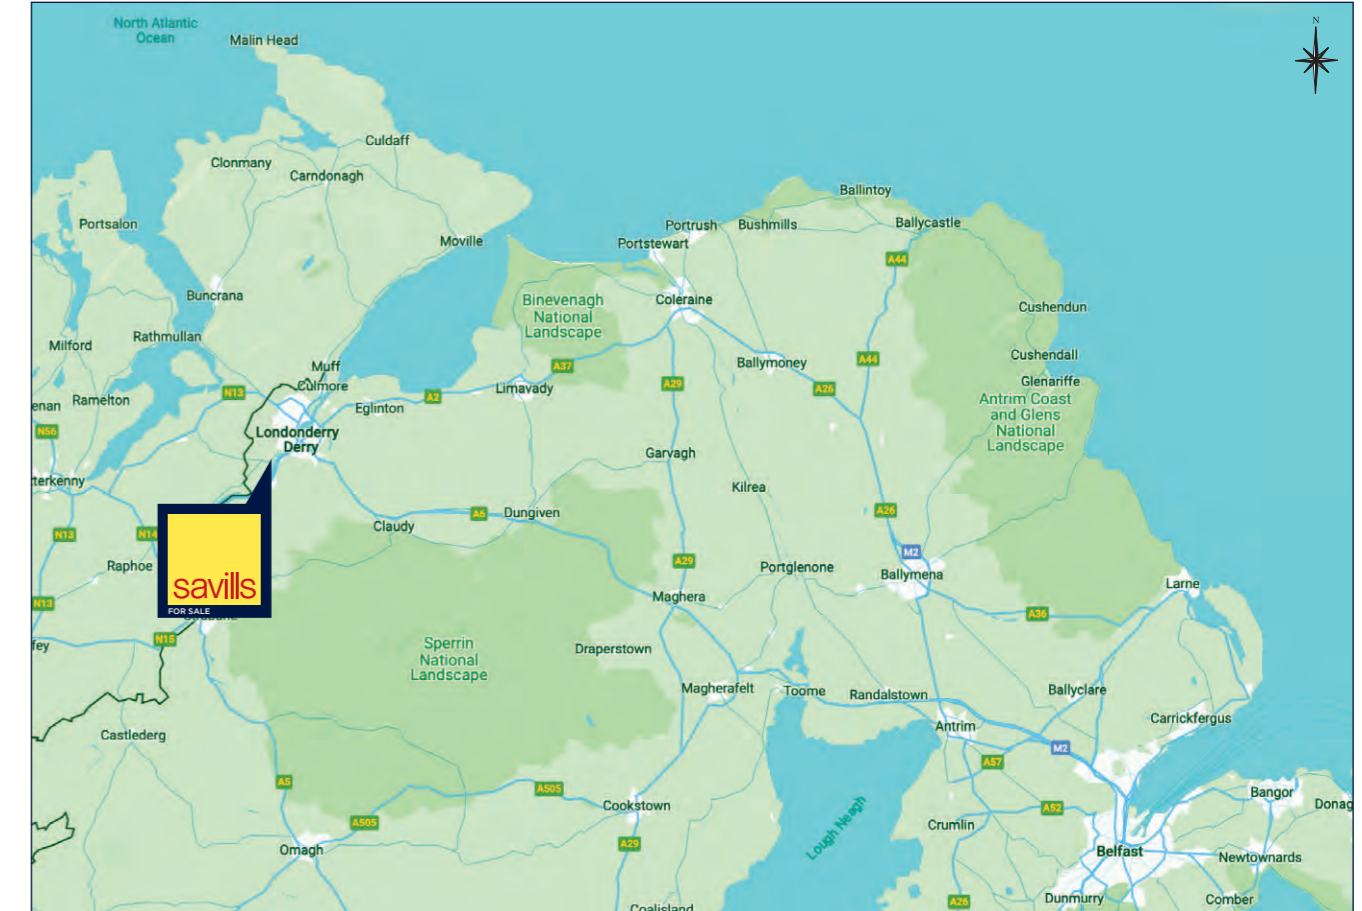 North Atlantic
Ocean
Malin Head
N
Culdaff
Clonmany
Carndonagh
Portsalon
Ballintoy
Portrush
Bushmills
Ballycastle
Moville
Portstewart
A44
Buncrana
Binevenagh
National
Landscape
Coleraine
Cushendun
Rathmullan
Milford
Muff
Culmore
A37
Ballymoney
A44
Cushendall
Glenariffe
N13
A2
Limavady
A29
A26
enan
Ramelton
Eglinton
Antrim Coast
and Glens
National
Landscape
N56
Londonderry
Derry
Garvagh
tterkenny
Kilrea
Claudy
A6
Dungiven
A26
N13
N14
M2
Raphoe
A29
Portglenone
Ballymena
savills
FOR SALE
Larne
N13
Maghera
A36
N15
fey
Sperrin
National
Landscape
Draperstown
Magherafelt
Toome
Randalstown
Ballyclare
Carrickfergus
Castlederg
Antrim
M2
A57
A5
A505
Cookstown
A52
Bangor
Donag
A505
Lough Neagh
Crumlin
Omagh
A29
Belfast
Newtownards
A26
Dunmurry
Comber
Coalisland